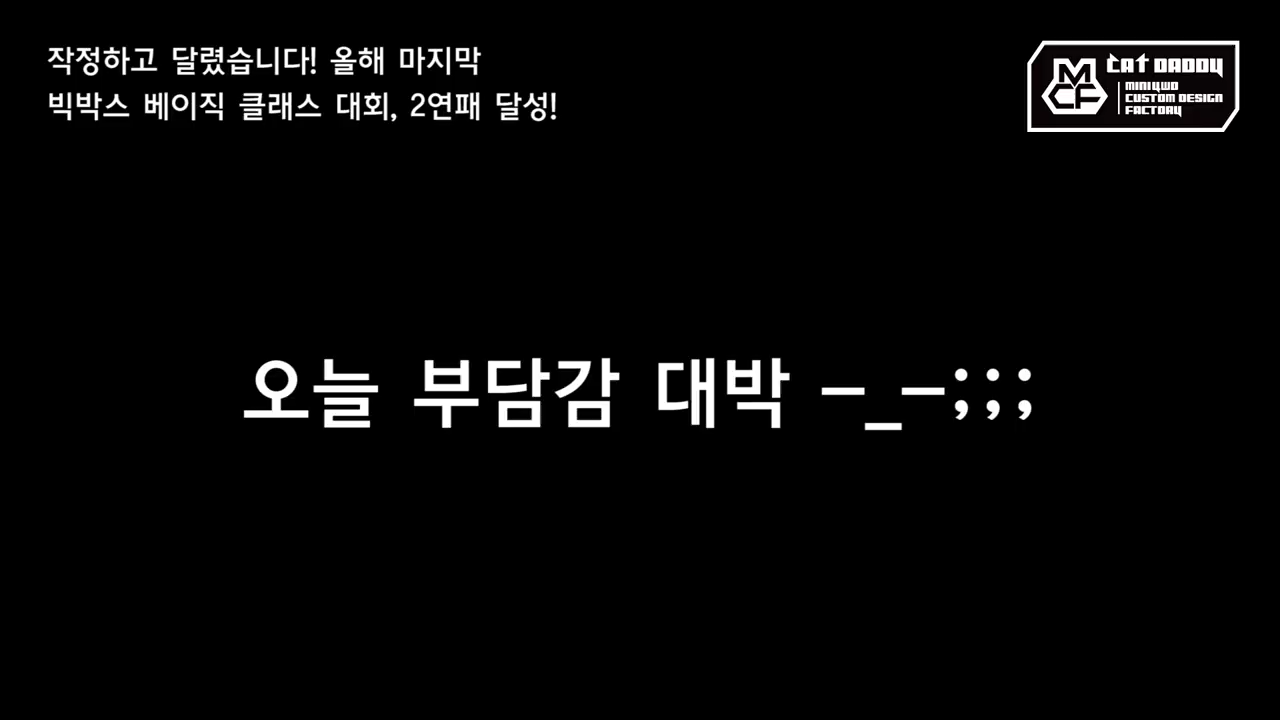 작정하고 달렸습니다! 올해 마지막
빅박스 베이직 클래스 대회, 2연패 달성!
MCF
CAT DADDY
MINI4WD
CUSTOM DESIGN
FACTORY
오늘 부담감 대박 -_-;;;